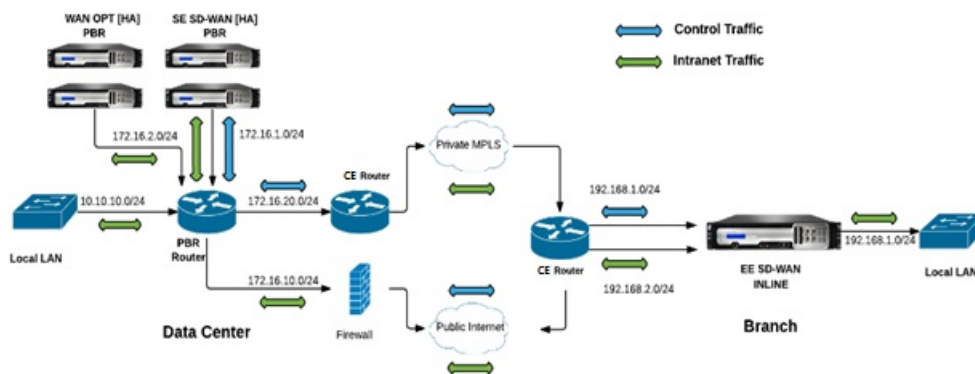 WAN OPT [HA]
PBR
SE SD-WAN [HA]
PBR
Control Traffic
Intranet Traffic
172.16.2.0/24
172.16.1.0/24
Private MPLS
CE Router
10.10.10.0/24
172.16.20.0/24
192.168.1.0/24
192.168.1.0/24
Local LAN
PBR
Router
CE Router
EE SD-WAN
INLINE
Local LAN
172.16.10.0/24
192.168.2.0/24
Data Center
Firewall
Public Internet
Branch